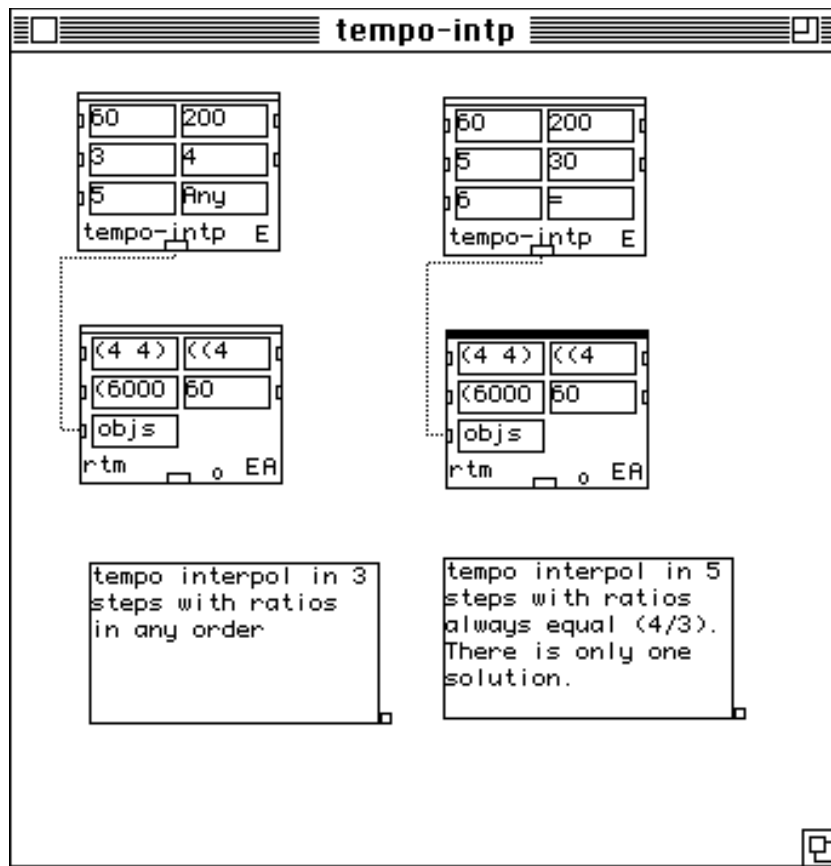 tempo-intp
60 200
3 4
5 Any
tempo-intp E
60 200
5 30
6 =
tempo-intp E
(4 4) ((4
(6000 60
objs
rtm o EA
(4 4) ((4
(6000 60
objs
rtm o EA
tempo interpol in 3
steps with ratios
in any order
tempo interpol in 5
steps with ratios
always equal (4/3).
There is only one
solution.